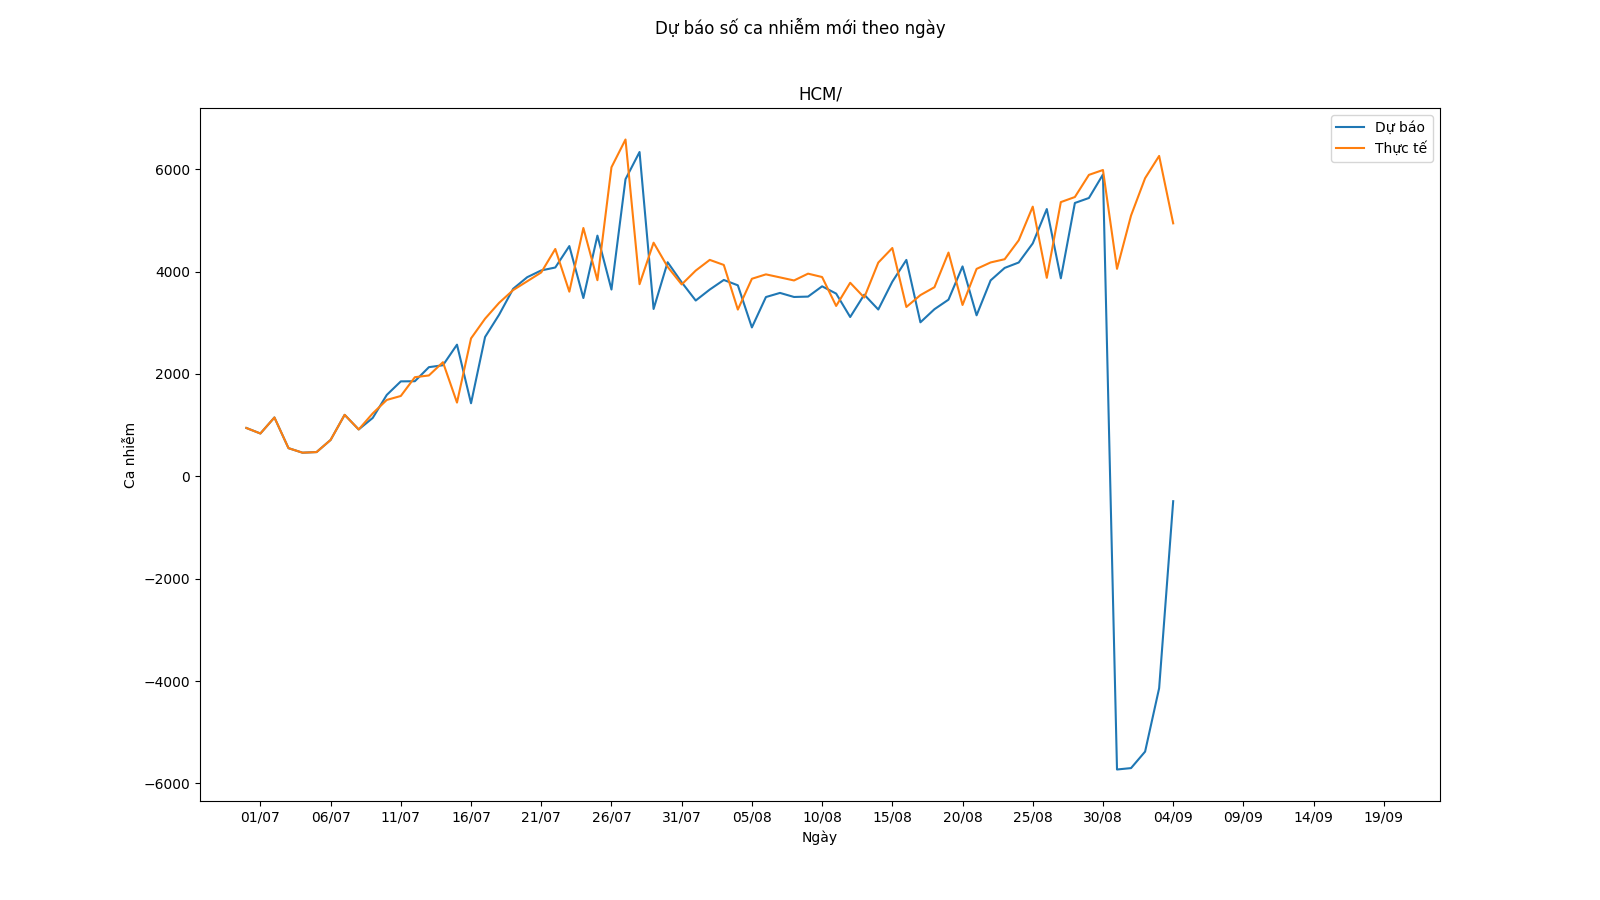 Dự báo số ca nhiễm mới theo ngày
HCM/
Dự báo
Thực tế
6000
4000
2000
0
−2000
−4000
−6000
Ca nhiễm
01/07 06/07 11/07 16/07 21/07 26/07 31/07 05/08 10/08 15/08 20/08 25/08 30/08 04/09 09/09 14/09 19/09
Ngày